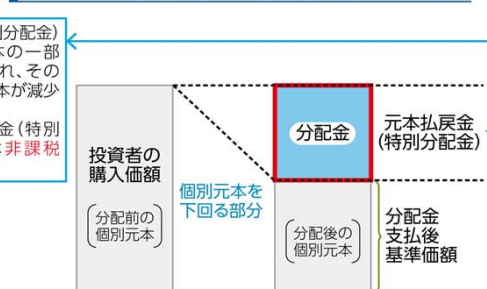 別分配金)
本の一部
れ、その
本が減少
金(特別
非課税
投資者の
購入価額
(分配前の
個別元本)
個別元本を
下回る部分
分配金
元本払戻金
(特別分配金)
(分配後の
個別元本)
分配金
支払後
基準価額